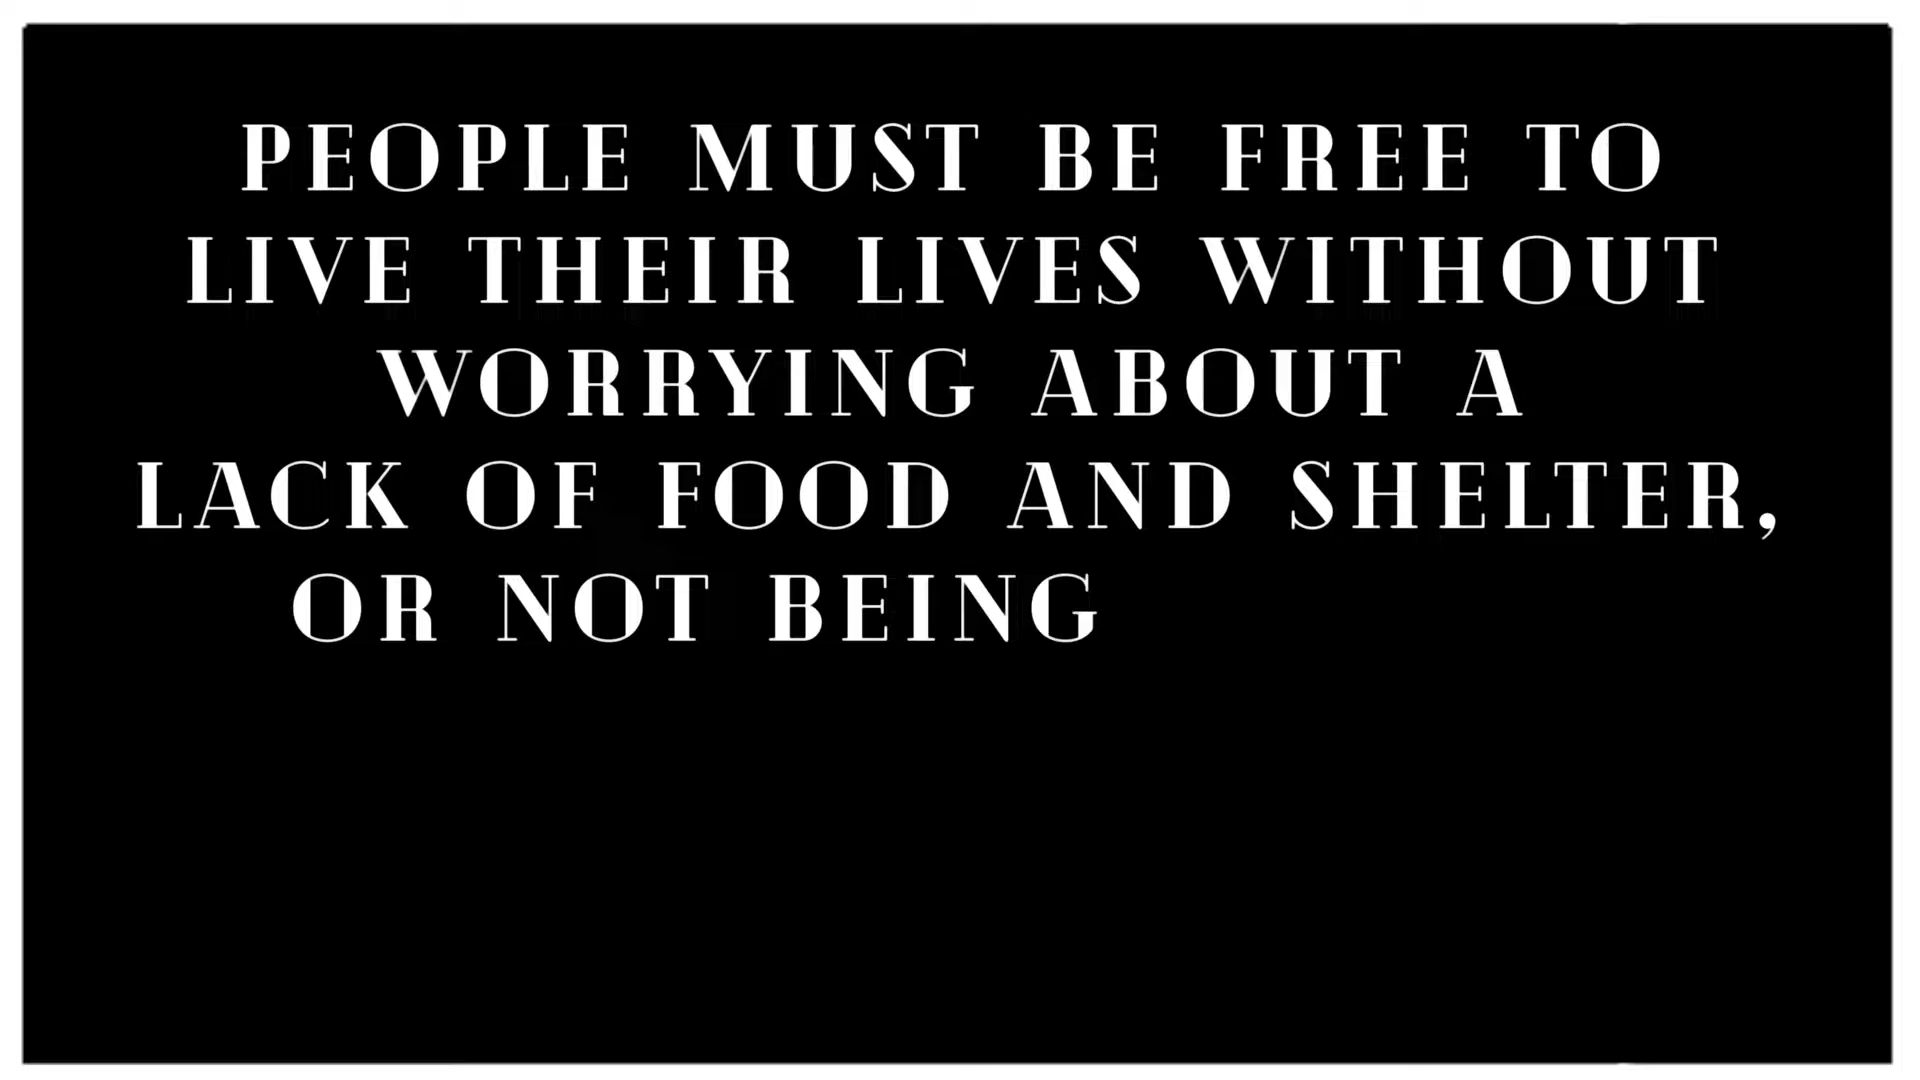 PEOPLE MUST BE FREE TO
LIVE THEIR LIVES WITHOUT
WORRYING ABOUT A
LACK OF FOOD AND SHELTER,
OR NOT BEING